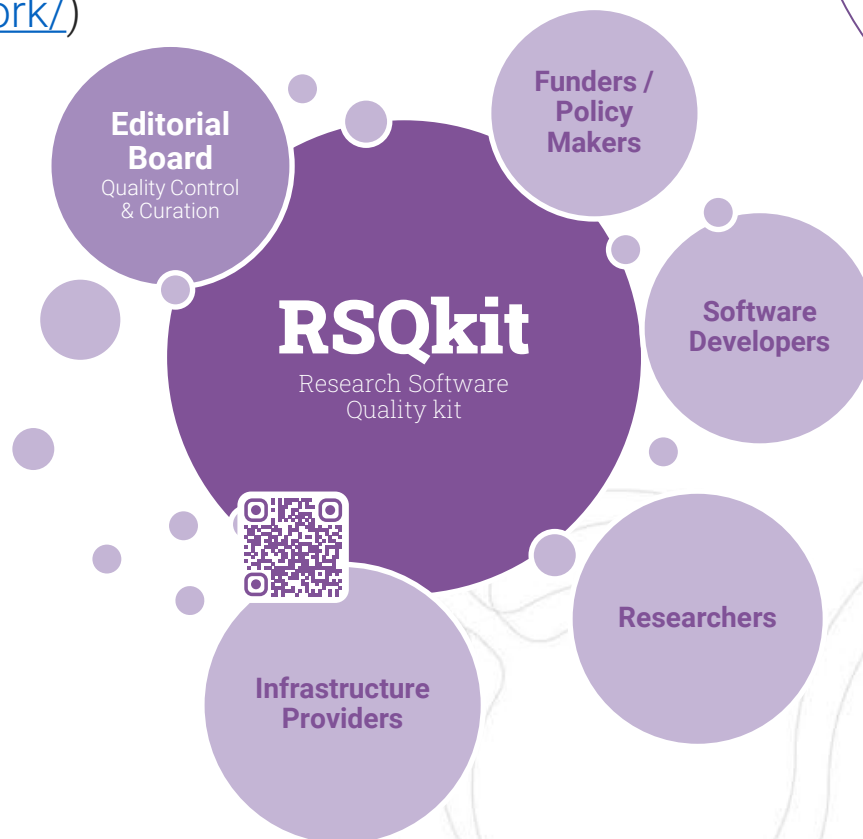 ork/)
Editorial
Board
Quality Control
& Curation
Funders /
Policy
Makers
RSQkit
Research Software
Quality kit
Software
Developers
Researchers
Infrastructure
Providers